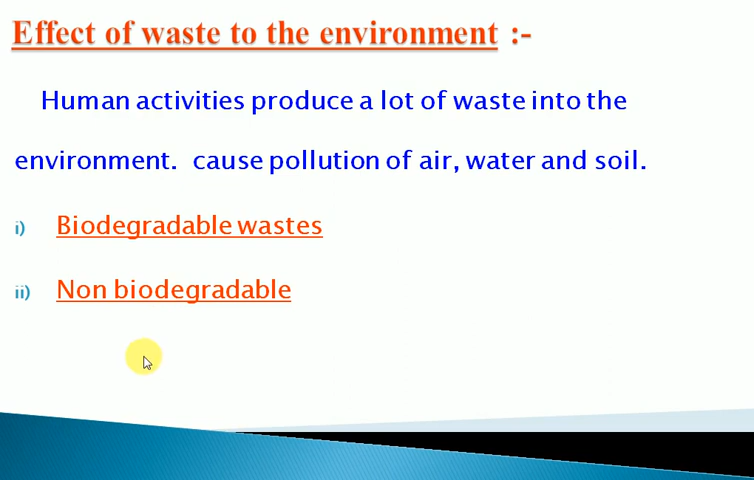 Effect of waste to the environment :-
Human activities produce a lot of waste into the
environment. cause pollution of air, water and soil.
i) Biodegradable wastes
ii) Non biodegradable